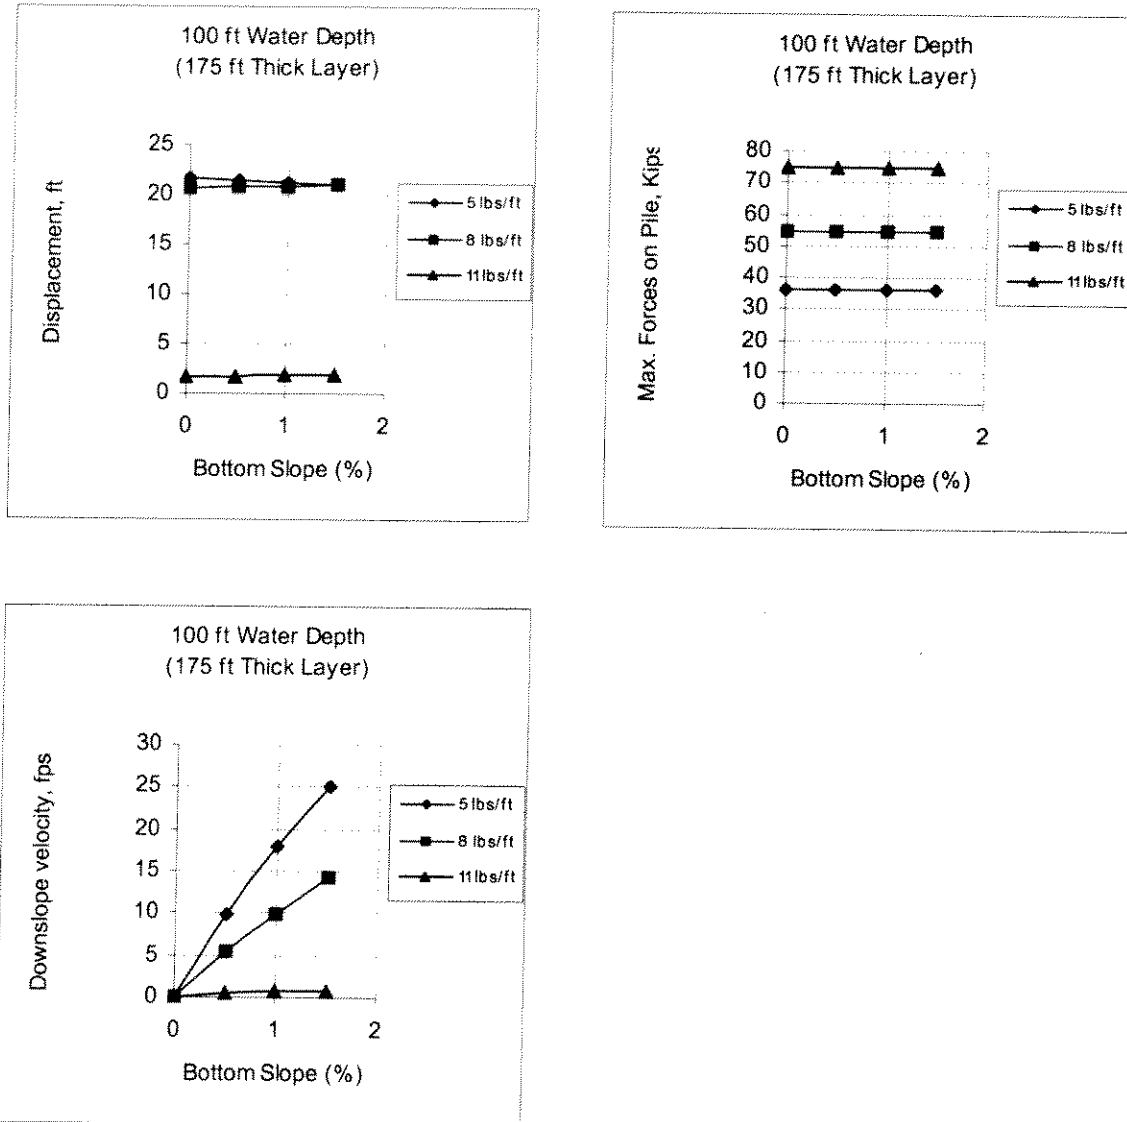 100 ft Water Depth
(175 ft Thick Layer)
Displacement, ft
25
20
15
10
5
0
0 1 2
Bottom Slope (%)
5 lbs/ft
8 lbs/ft
11 lbs/ft
100 ft Water Depth
(175 ft Thick Layer)
Max. Forces on Pile, Kips
80
70
60
50
40
30
20
10
0
0 1 2
Bottom Slope (%)
5 lbs/ft
8 lbs/ft
11 lbs/ft
100 ft Water Depth
(175 ft Thick Layer)
Downslope velocity, fps
30
25
20
15
10
5
0
0 1 2
Bottom Slope (%)
5 lbs/ft
8 lbs/ft
11 lbs/ft